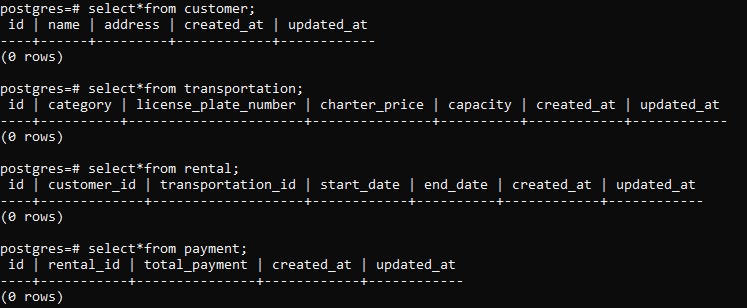 postgres=# select*from customer;
 id | name | address | created_at | updated_at
----+------+---------+------------+------------
(0 rows)

postgres=# select*from transportation;
 id | category | license_plate_number | charter_price | capacity | created_at | updated_at
----+----------+----------------------+---------------+----------+------------+------------
(0 rows)

postgres=# select*from rental;
 id | customer_id | transportation_id | start_date | end_date | created_at | updated_at
----+-------------+-------------------+------------+----------+------------+------------
(0 rows)

postgres=# select*from payment;
 id | rental_id | total_payment | created_at | updated_at
----+-----------+---------------+------------+------------
(0 rows)